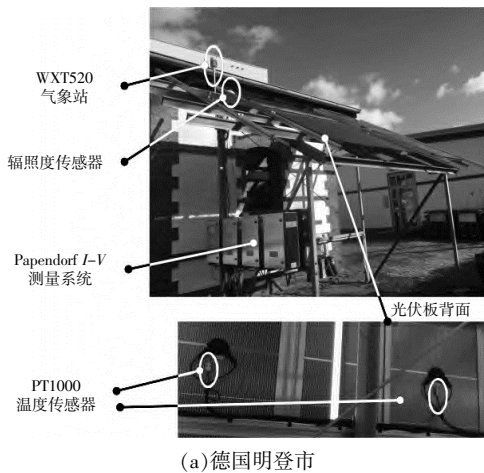 WXT520
气象站
辐照度传感器
Papendorf I-V
测量系统
光伏板背面
PT1000
温度传感器
(a)德国明登市